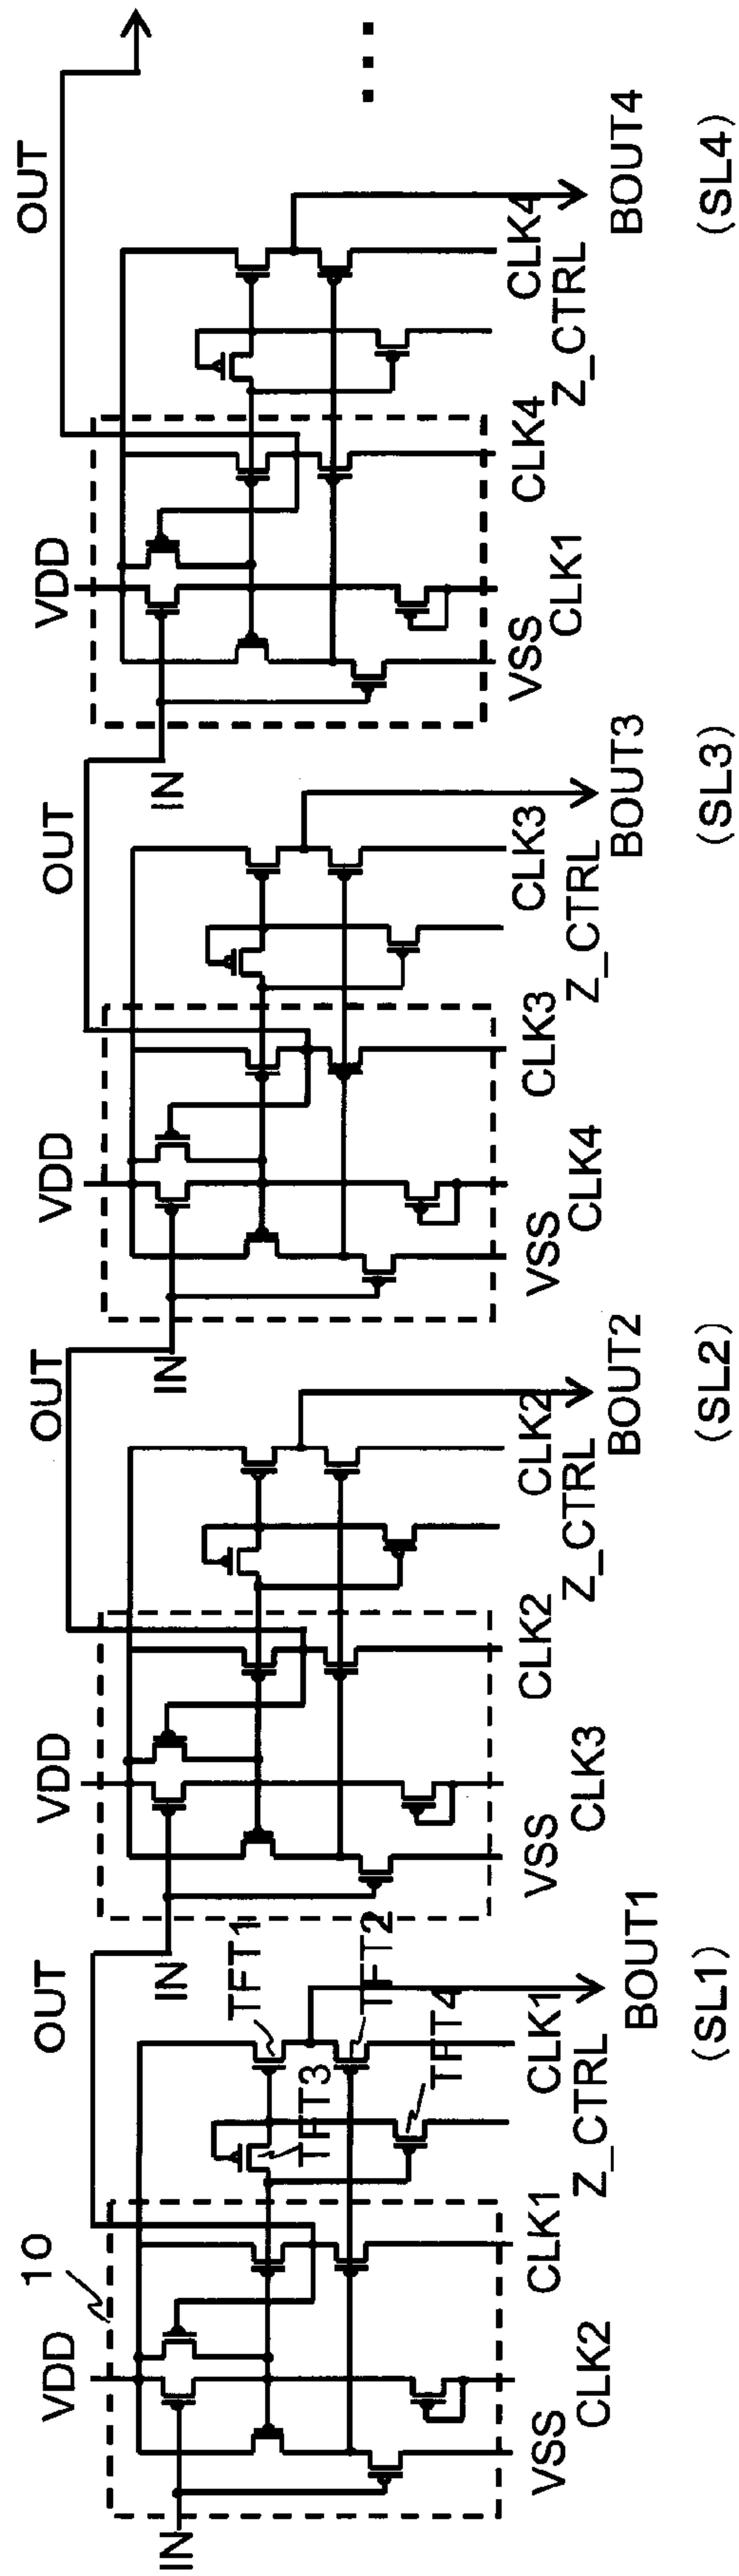 10
IN
VDD
VSS
CLK2
CLK1
Z_CTRL
CLK1
TFT1
TFT2
TFT3
TFT4
OUT
BOUT1
(SL1)
IN
VDD
VSS
CLK3
CLK2
Z_CTRL
CLK2
OUT
BOUT2
(SL2)
IN
VDD
VSS
CLK4
CLK3
Z_CTRL
CLK3
OUT
BOUT3
(SL3)
IN
VDD
VSS
CLK1
CLK4
Z_CTRL
CLK4
OUT
BOUT4
(SL4)